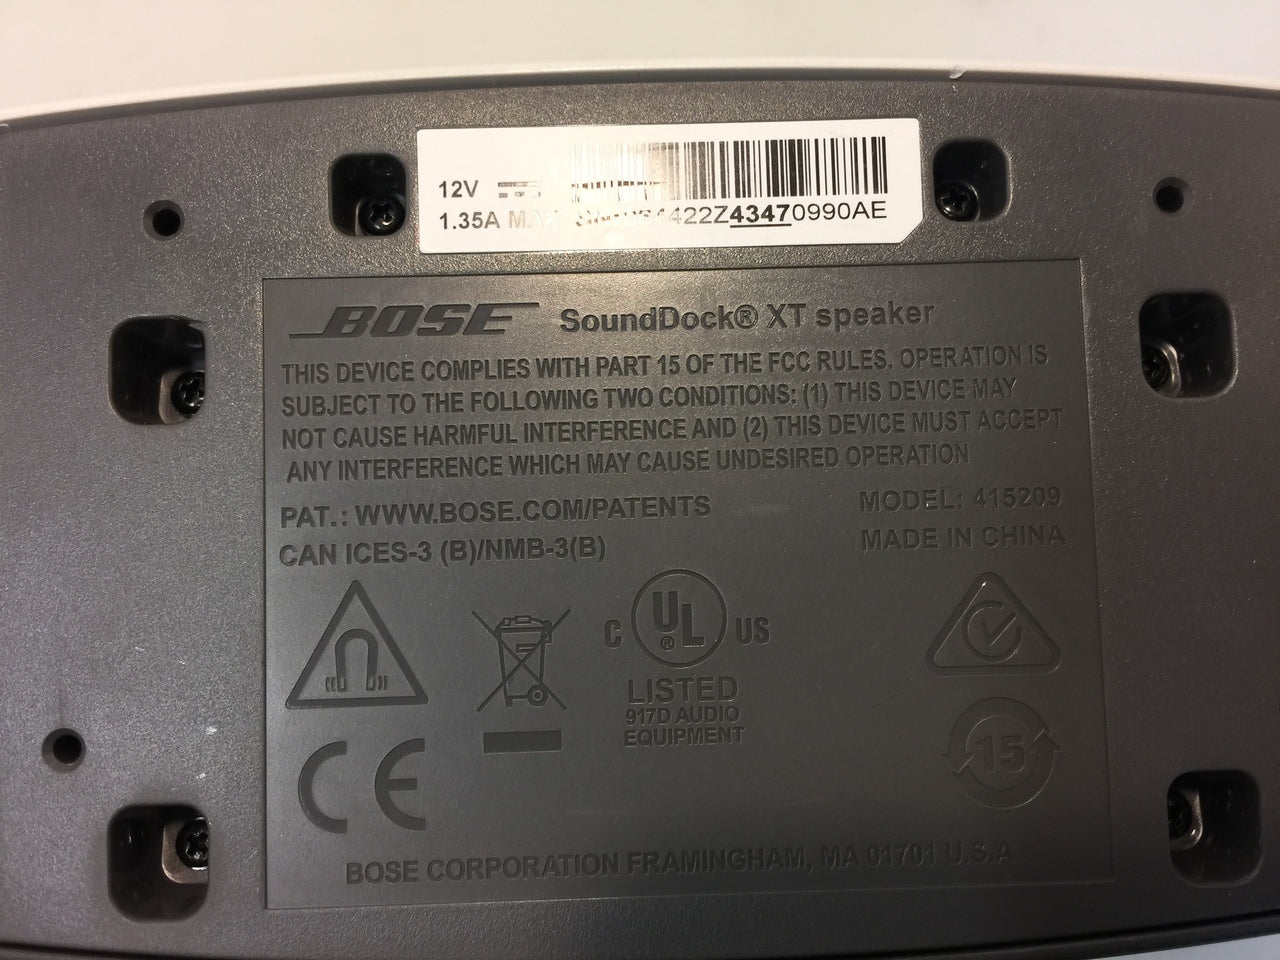 12V
1.35A MAX 422Z43470990AE
BOSE SoundDock® XT speaker
THIS DEVICE COMPLIES WITH PART 15 OF THE FCC RULES. OPERATION IS
SUBJECT TO THE FOLLOWING TWO CONDITIONS: (1) THIS DEVICE MAY
NOT CAUSE HARMFUL INTERFERENCE AND (2) THIS DEVICE MUST ACCEPT
ANY INTERFERENCE WHICH MAY CAUSE UNDESIRED OPERATION
PAT.: WWW.BOSE.COM/PATENTS MODEL: 415209
CAN ICES-3 (B)/NMB-3(B) MADE IN CHINA
C UL® US
LISTED
917D AUDIO
EQUIPMENT
CE
15
BOSE CORPORATION FRAMINGHAM, MA 01701 U.S.A